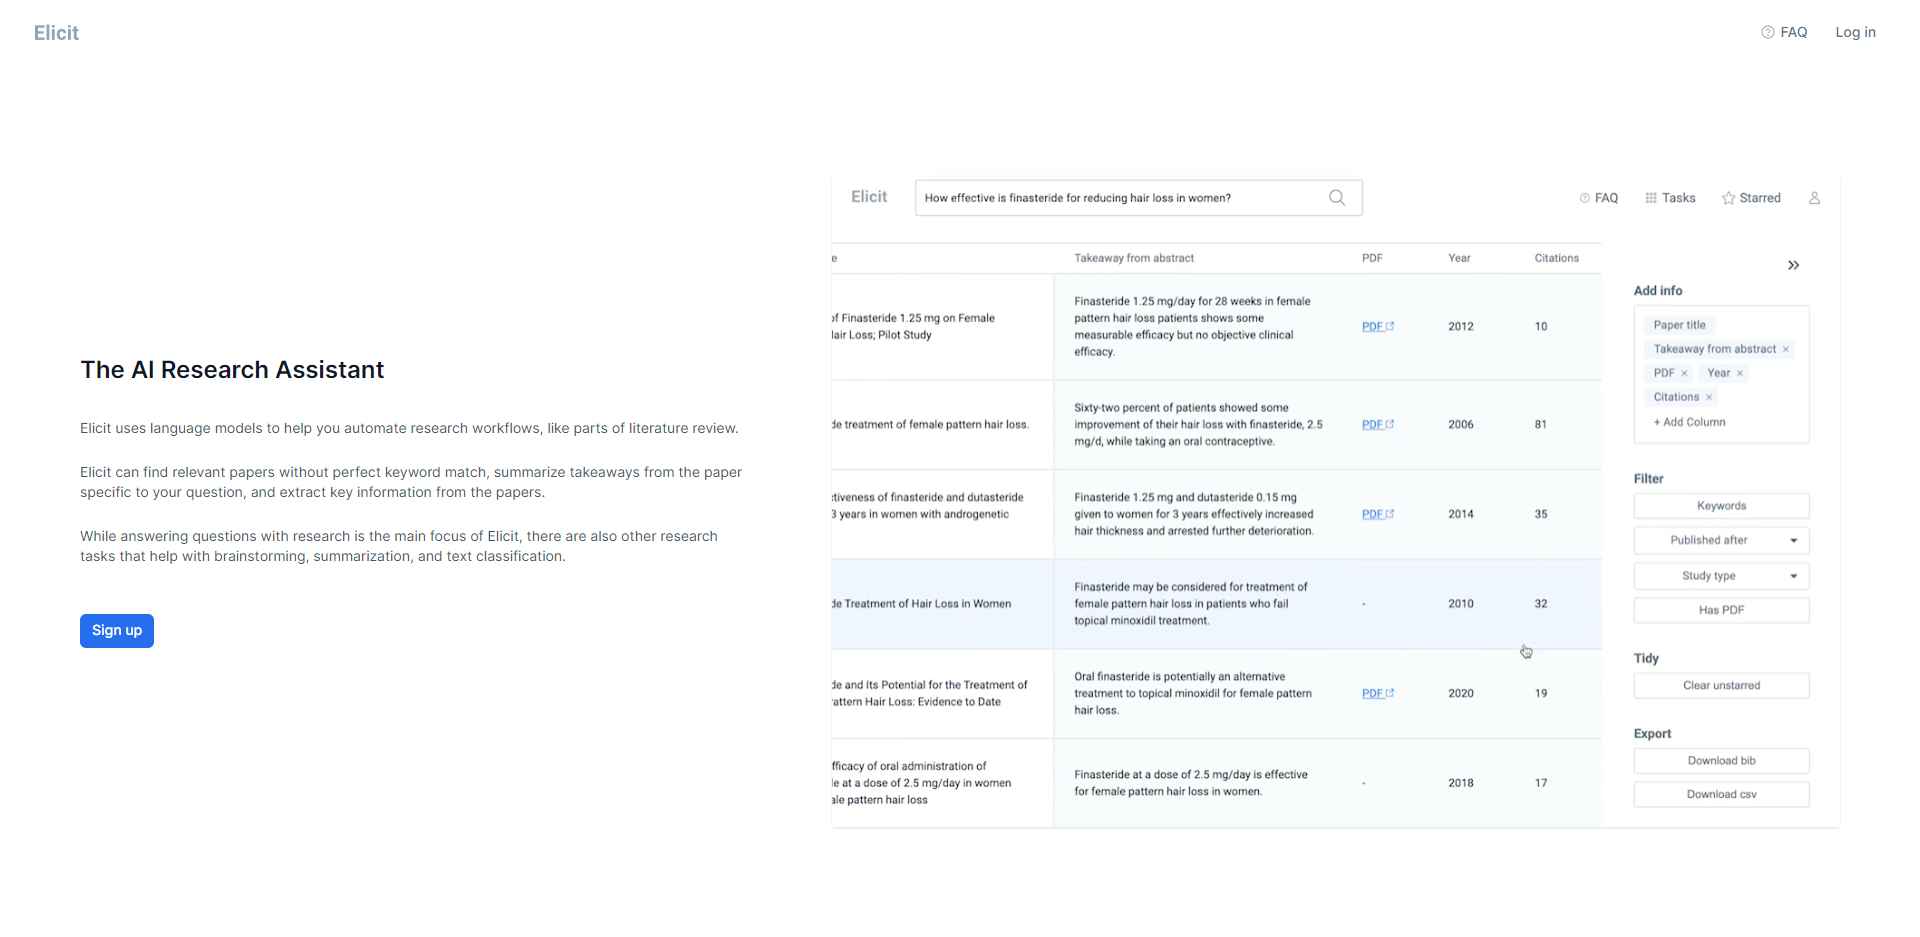 Elicit
FAQ
Log in
The AI Research Assistant
Elicit uses language models to help you automate research workflows, like parts of literature review.
Elicit can find relevant papers without perfect keyword match, summarize takeaways from the paper
specific to your question, and extract key information from the papers.
While answering questions with research is the main focus of Elicit, there are also other research
tasks that help with brainstorming, summarization, and text classification.
Sign up
Elicit
How effective is finasteride for reducing hair loss in women?
FAQ
Tasks
Starred
e
Takeaway from abstract
PDF
Year
Citations
of Finasteride 1.25 mg on Female
Hair Loss; Pilot Study
Finasteride 1.25 mg/day for 28 weeks in female
pattern hair loss patients shows some
measurable efficacy but no objective clinical
efficacy.
PDF
2012
10
de treatment of female pattern hair loss.
Sixty-two percent of patients showed some
improvement of their hair loss with finasteride, 2.5
mg/d, while taking an oral contraceptive.
PDF
2006
81
ctiveness of finasteride and dutasteride
3 years in women with androgenetic
Finasteride 1.25 mg and dutasteride 0.15 mg
given to women for 3 years effectively increased
hair thickness and arrested further deterioration.
PDF
2014
35
de Treatment of Hair Loss in Women
Finasteride may be considered for treatment of
female pattern hair loss in patients who fail
topical minoxidil treatment.
-
2010
32
de and Its Potential for the Treatment of
attern Hair Loss: Evidence to Date
Oral finasteride is potentially an alternative
treatment to topical minoxidil for female pattern
hair loss.
PDF
2020
19
fficacy of oral administration of
le at a dose of 2.5 mg/day in women
ale pattern hair loss
Finasteride at a dose of 2.5 mg/day is effective
for female pattern hair loss in women.
-
2018
17
Add info
Paper title
Takeaway from abstract ×
PDF × Year ×
Citations ×
+ Add Column
Filter
Keywords
Published after
Study type
Has PDF
Tidy
Clear unstarred
Export
Download bib
Download csv